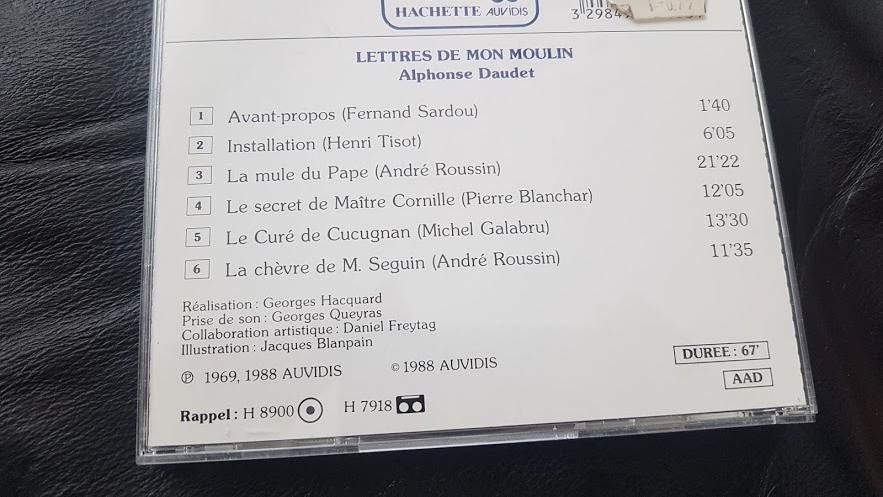 HACHETTE AUVIDIS
3 2984
LETTRES DE MON MOULIN
Alphonse Daudet
1 Avant-propos (Fernand Sardou) 1'40
2 Installation (Henri Tisot) 6'05
3 La mule du Pape (André Roussin) 21'22
4 Le secret de Maître Cornille (Pierre Blanchar) 12'05
5 Le Curé de Cucugnan (Michel Galabru) 13'30
6 La chèvre de M. Seguin (André Roussin) 11'35
Réalisation : Georges Hacquard
Prise de son : Georges Queyras
Collaboration artistique : Daniel Freytag
Illustration : Jacques Blanpain
℗ 1969, 1988 AUVIDIS © 1988 AUVIDIS
DUREE : 67'
AAD
Rappel : H 8900 H 7918